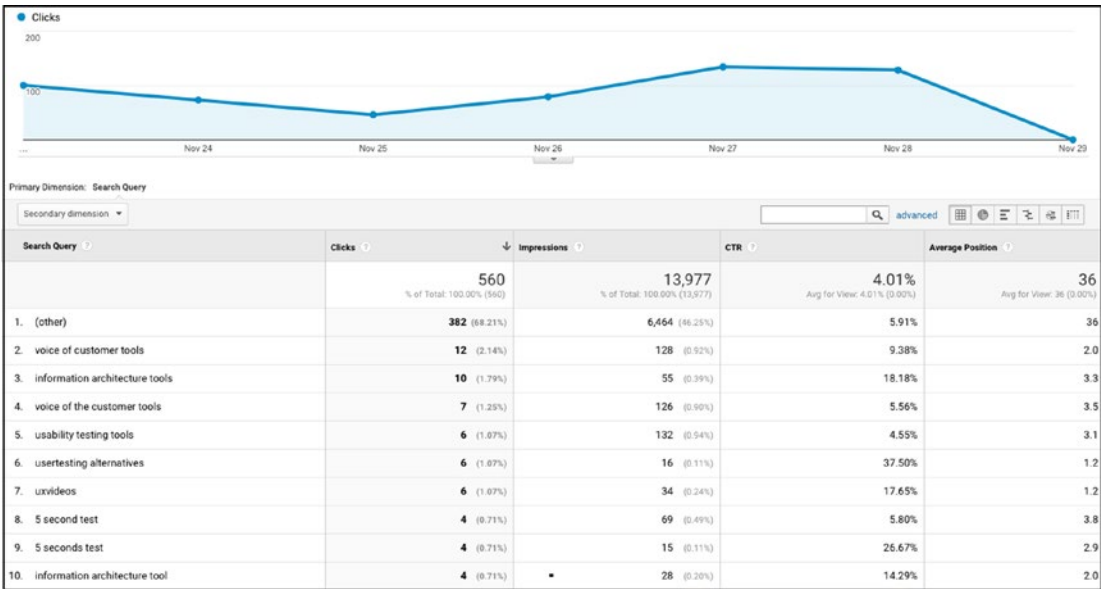 Clicks
200
100
... Nov 24 Nov 25 Nov 26 Nov 27 Nov 28 Nov 29
Primary Dimension: Search Query
Secondary dimension advanced
Search Query ? Clicks ? Impressions ? CTR ? Average Position ?
560 13,977 4.01% 36
% of Total: 100.00% (560) % of Total: 100.00% (13,977) Avg for View: 4.01% (0.00%) Avg for View: 36 (0.00%)
1. (other) 382 (68.21%) 6,464 (46.25%) 5.91% 36
2. voice of customer tools 12 (2.14%) 128 (0.92%) 9.38% 2.0
3. information architecture tools 10 (1.79%) 55 (0.39%) 18.18% 3.3
4. voice of the customer tools 7 (1.25%) 126 (0.90%) 5.56% 3.5
5. usability testing tools 6 (1.07%) 132 (0.94%) 4.55% 3.1
6. usertesting alternatives 6 (1.07%) 16 (0.11%) 37.50% 1.2
7. uxvideos 6 (1.07%) 34 (0.24%) 17.65% 1.2
8. 5 second test 4 (0.71%) 69 (0.49%) 5.80% 3.8
9. 5 seconds test 4 (0.71%) 15 (0.11%) 26.67% 2.9
10. information architecture tool 4 (0.71%) 28 (0.20%) 14.29% 2.0